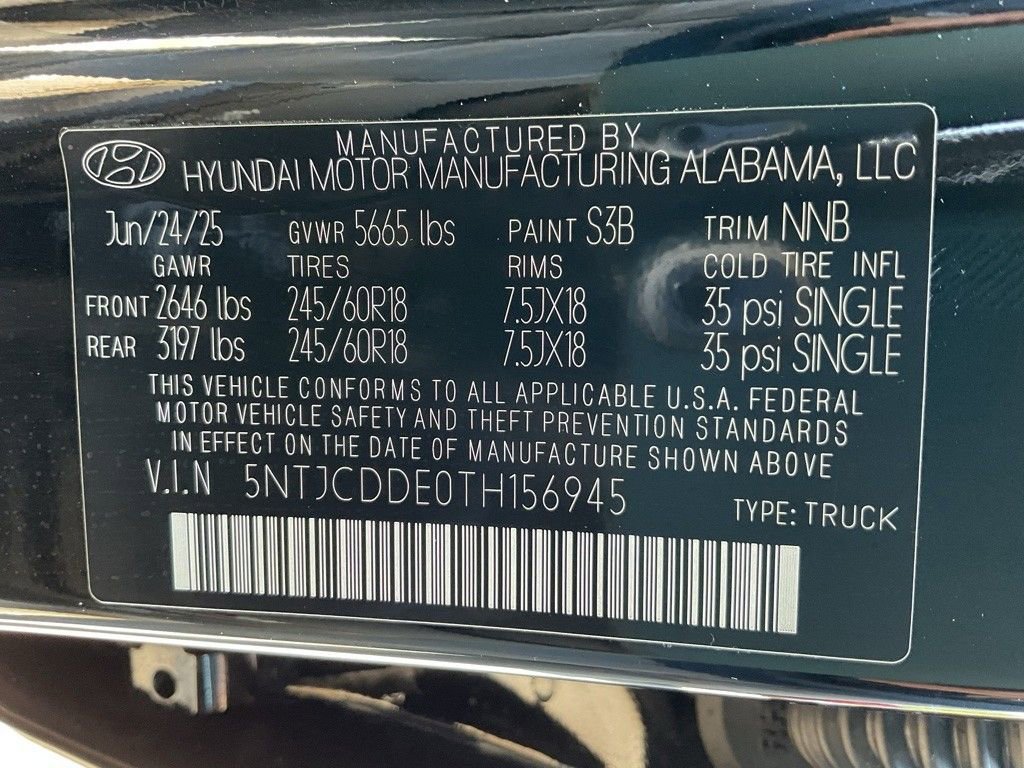 MANUFACTURED BY
HYUNDAI MOTOR MANUFACTURING ALABAMA, LLC
Jun/24/25 GVWR 5665 lbs PAINT S3B TRIM NNB
GAWR TIRES RIMS COLD TIRE INFL
FRONT 2646 lbs 245/60R18 7.5JX18 35 psi SINGLE
REAR 3197 lbs 245/60R18 7.5JX18 35 psi SINGLE
THIS VEHICLE CONFORMS TO ALL APPLICABLE U.S.A. FEDERAL
MOTOR VEHICLE SAFETY AND THEFT PREVENTION STANDARDS
IN EFFECT ON THE DATE OF MANUFACTURE SHOWN ABOVE
V.I.N 5NTJCDDE0TH156945
TYPE: TRUCK